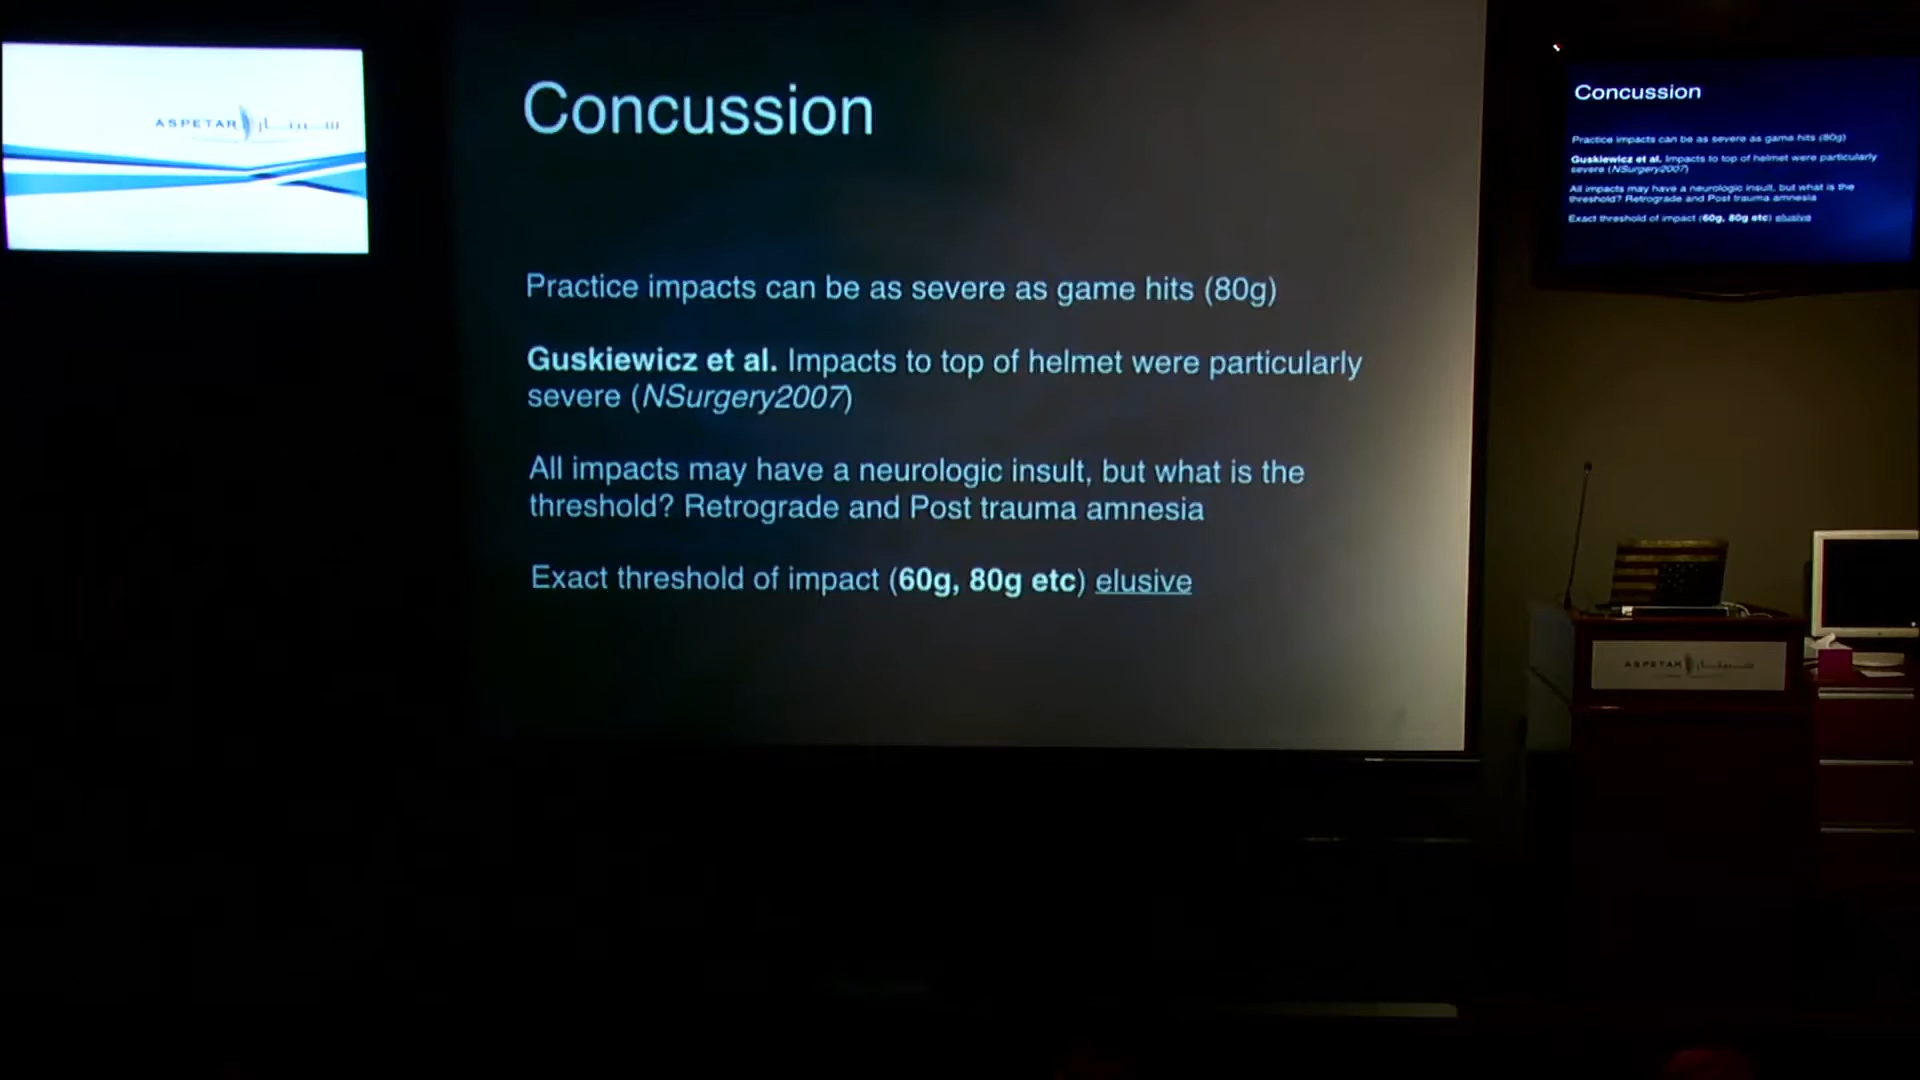 ASPETAR سبيتار
Concussion
Practice impacts can be as severe as game hits (80g)
Guskiewicz et al. Impacts to top of helmet were particularly
severe (NSurgery2007)
All impacts may have a neurologic insult, but what is the
threshold? Retrograde and Post trauma amnesia
Exact threshold of impact (60g, 80g etc) elusive
Concussion
Practice impacts can be as severe as game hits (80g)
Guskiewicz et al. Impacts to top of helmet were particularly
severe (NSurgery2007)
All impacts may have a neurologic insult, but what is the
threshold? Retrograde and Post trauma amnesia
Exact threshold of impact (60g, 80g etc) elusive
ASPETAR سبيتار